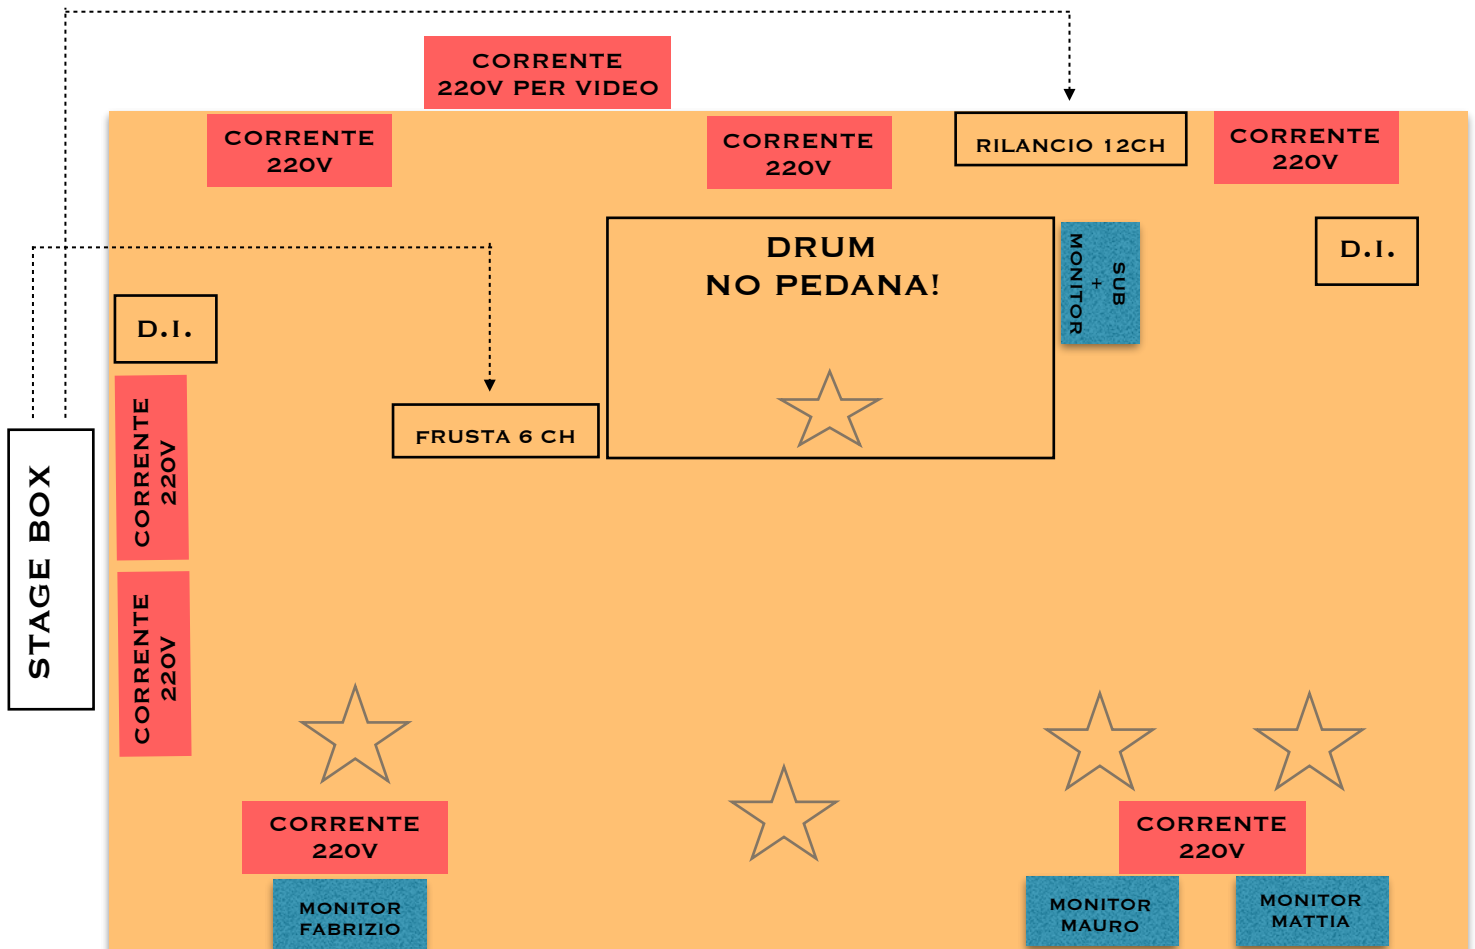 CORRENTE
220V PER VIDEO
CORRENTE
220V
CORRENTE
220V
RILANCIO 12CH
CORRENTE
220V
DRUM
NO PEDANA!
SUB
+
MONITOR
D.I.
D.I.
FRUSTA 6 CH
CORRENTE
220V
STAGE BOX
CORRENTE
220V
CORRENTE
220V
CORRENTE
220V
MONITOR
FABRIZIO
MONITOR
MAURO
MONITOR
MATTIA